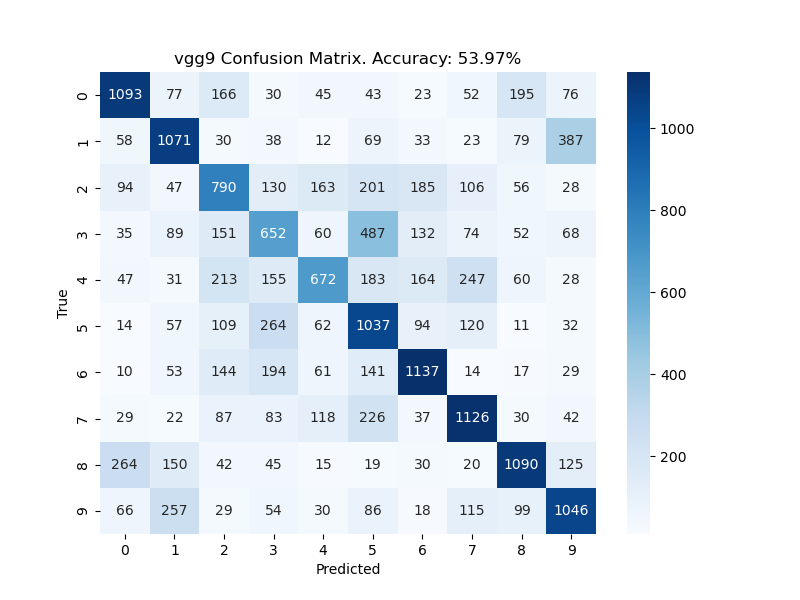 vgg9 Confusion Matrix. Accuracy: 53.97%
0 1093 77 166 30 45 43 23 52 195 76
1 58 1071 30 38 12 69 33 23 79 387
2 94 47 790 130 163 201 185 106 56 28
3 35 89 151 652 60 487 132 74 52 68
4 47 31 213 155 672 183 164 247 60 28
5 14 57 109 264 62 1037 94 120 11 32
6 10 53 144 194 61 141 1137 14 17 29
7 29 22 87 83 118 226 37 1126 30 42
8 264 150 42 45 15 19 30 20 1090 125
9 66 257 29 54 30 86 18 115 99 1046
0 1 2 3 4 5 6 7 8 9
Predicted
True
1000
800
600
400
200